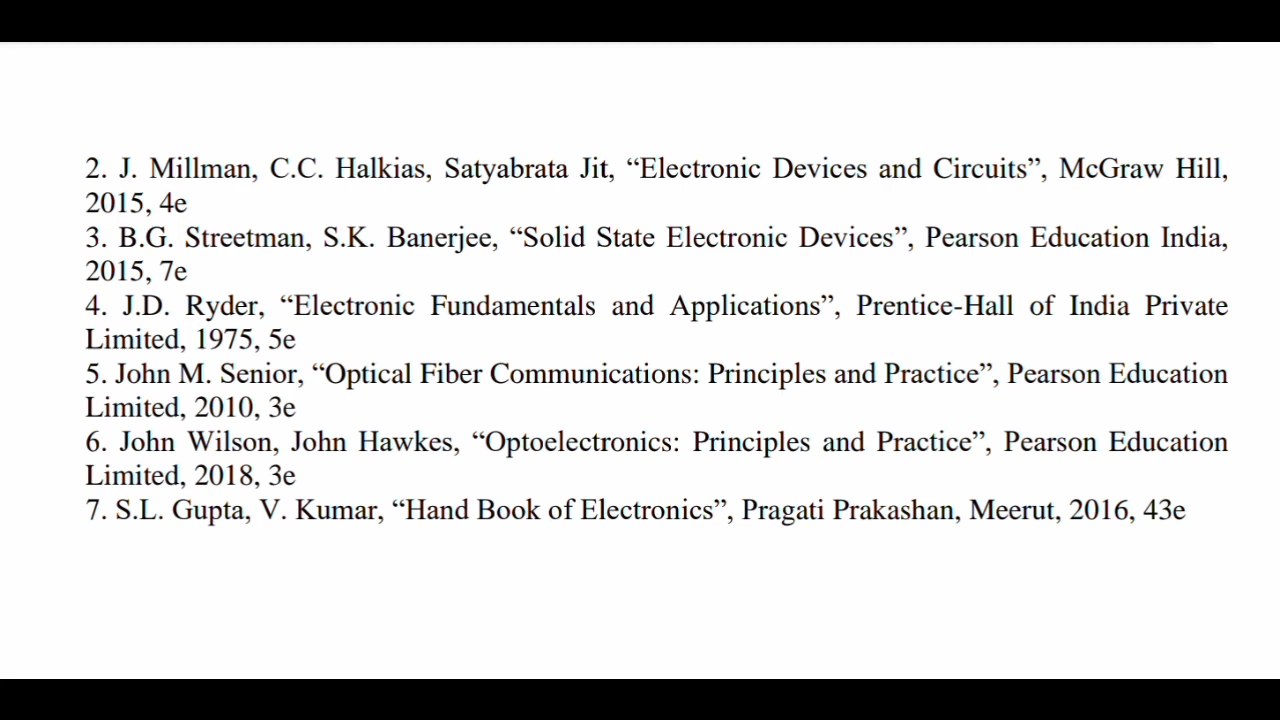 2. J. Millman, C.C. Halkias, Satyabrata Jit, “Electronic Devices and Circuits”, McGraw Hill,
2015, 4e
3. B.G. Streetman, S.K. Banerjee, “Solid State Electronic Devices”, Pearson Education India,
2015, 7e
4. J.D. Ryder, “Electronic Fundamentals and Applications”, Prentice-Hall of India Private
Limited, 1975, 5e
5. John M. Senior, “Optical Fiber Communications: Principles and Practice”, Pearson Education
Limited, 2010, 3e
6. John Wilson, John Hawkes, “Optoelectronics: Principles and Practice”, Pearson Education
Limited, 2018, 3e
7. S.L. Gupta, V. Kumar, “Hand Book of Electronics”, Pragati Prakashan, Meerut, 2016, 43e